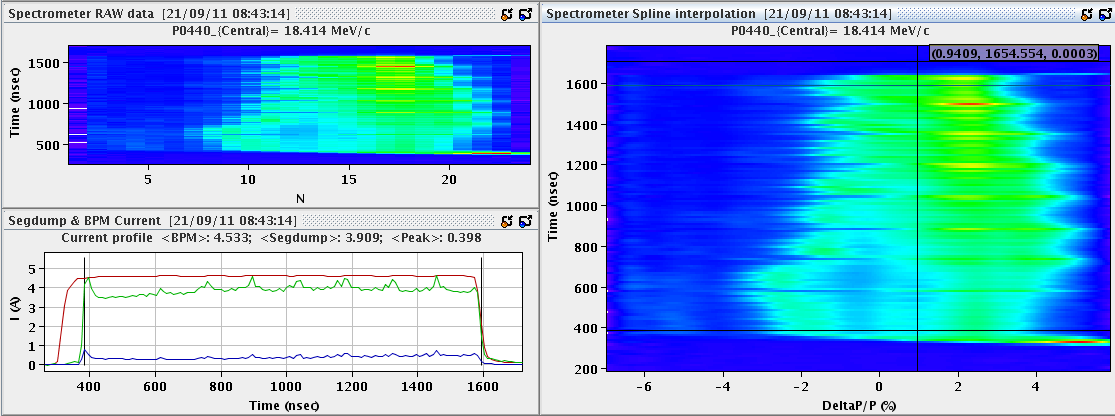 Spectrometer RAW data [21/09/11 08:43:14]
P0440_{Central}= 18.414 MeV/c
Time (nsec)
1500
1000
500
5
10
15
20
N
Segdump & BPM Current [21/09/11 08:43:14]
Current profile <BPM>: 4.533; <Segdump>: 3.909; <Peak>: 0.398
I (A)
5
4
3
2
1
0
400
600
800
1000
1200
1400
1600
Time (nsec)
Spectrometer Spline interpolation [21/09/11 08:43:14]
P0440_{Central}= 18.414 MeV/c
(0.9409, 1654.554, 0.0003)
Time (nsec)
1600
1400
1200
1000
800
600
400
200
-6
-4
-2
0
2
4
DeltaP/P (%)